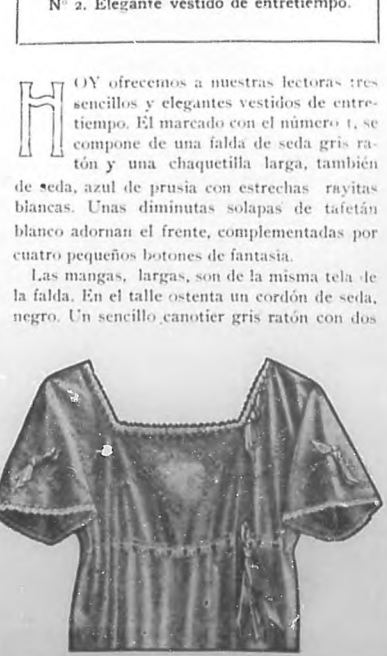 Nº 2. Elegante vestido de entretiempo.
HOY ofrecemos a nuestras lectoras tres
sencillos y elegantes vestidos de entre-
tiempo. El marcado con el número 1, se
compone de una falda de seda gris ra-
tón y una chaquetilla larga, también
de seda, azul de prusia con estrechas rayitas
blancas. Unas diminutas solapas de tafetán
blanco adornan el frente, complementadas por
cuatro pequeños botones de fantasia.
Las mangas, largas, son de la misma tela de
la falda. En el talle ostenta un cordón de seda,
negro. Un sencillo canotier gris ratón con dos